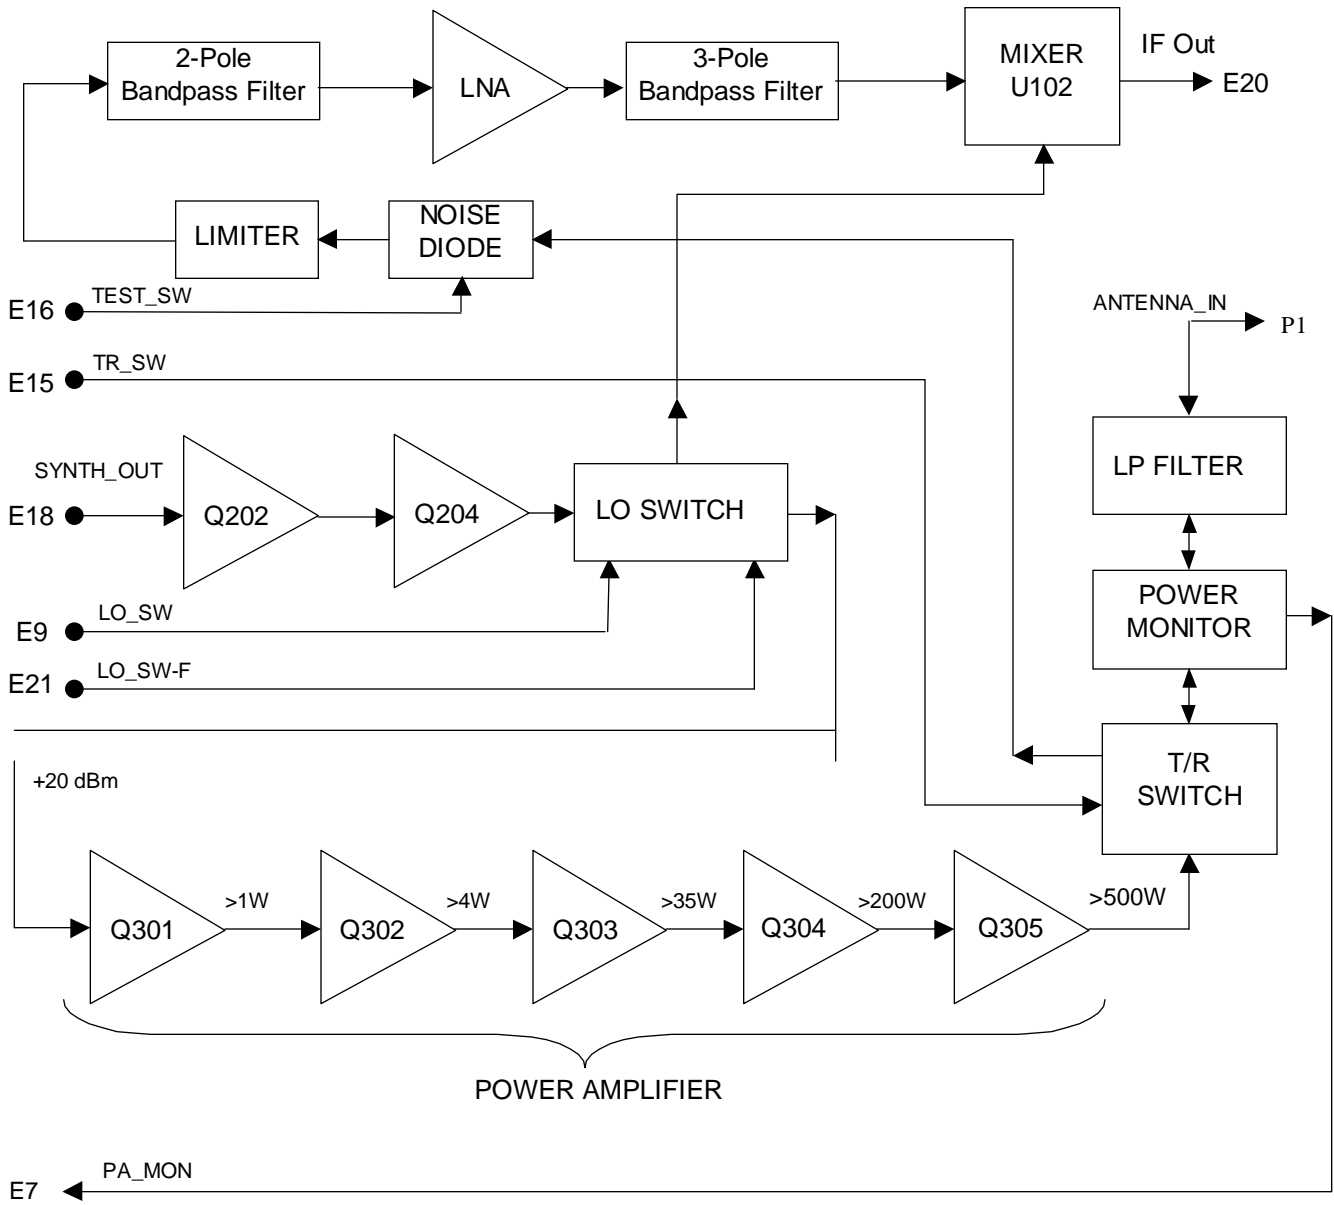 2-Pole
Bandpass Filter
LNA
3-Pole
Bandpass Filter
MIXER
U102
IF Out
E20
LIMITER
NOISE
DIODE
E16
TEST_SW
ANTENNA_IN
P1
E15
TR_SW
LP FILTER
SYNTH_OUT
E18
Q202
Q204
LO SWITCH
POWER
MONITOR
E9
LO_SW
E21
LO_SW-F
T/R
SWITCH
+20 dBm
Q301
>1W
Q302
>4W
Q303
>35W
Q304
>200W
Q305
>500W
POWER AMPLIFIER
PA_MON
E7